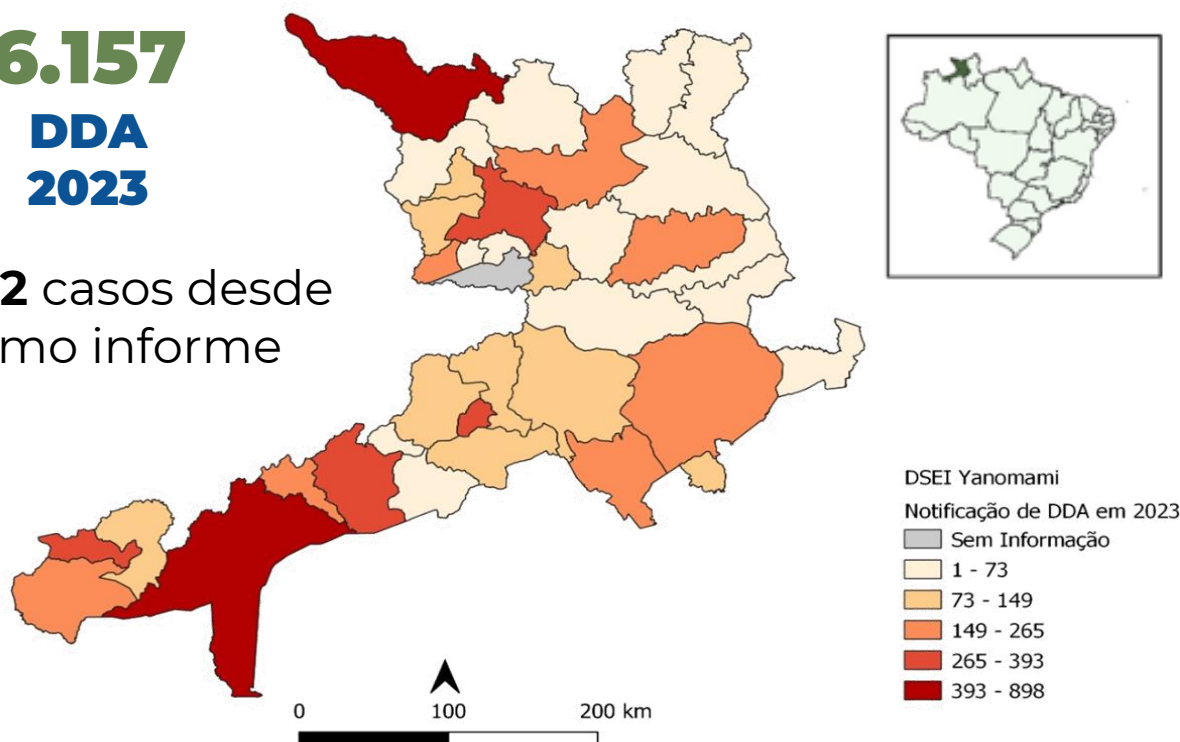 6.157
DDA
2023
2 casos desde
mo informe
DSEI Yanomami
Notificação de DDA em 2023
Sem Informação
1 - 73
73 - 149
149 - 265
265 - 393
393 - 898
0 100 200 km